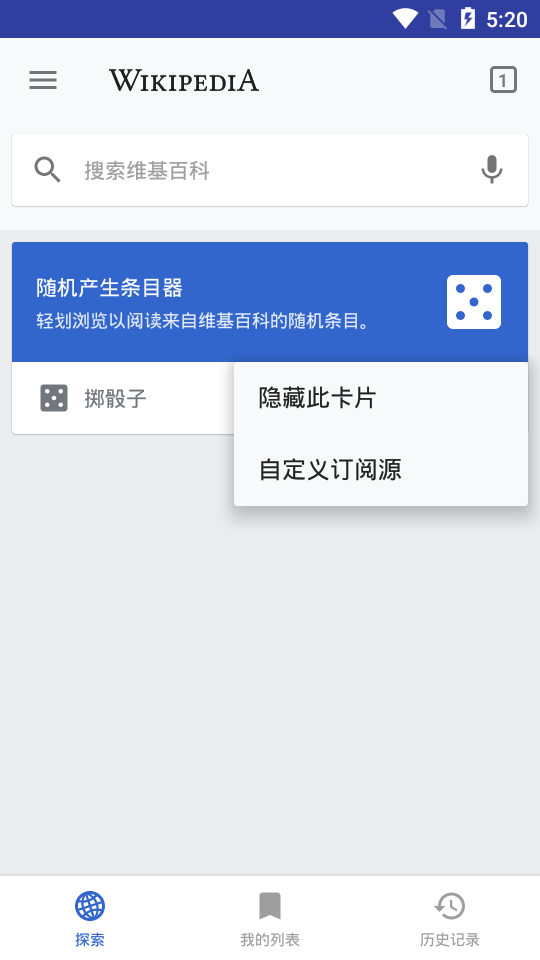 5:20
WIKIPEDIA
1
搜索维基百科
随机产生条目器
轻划浏览以阅读来自维基百科的随机条目。
掷骰子
隐藏此卡片
自定义订阅源
探索
我的列表
历史记录